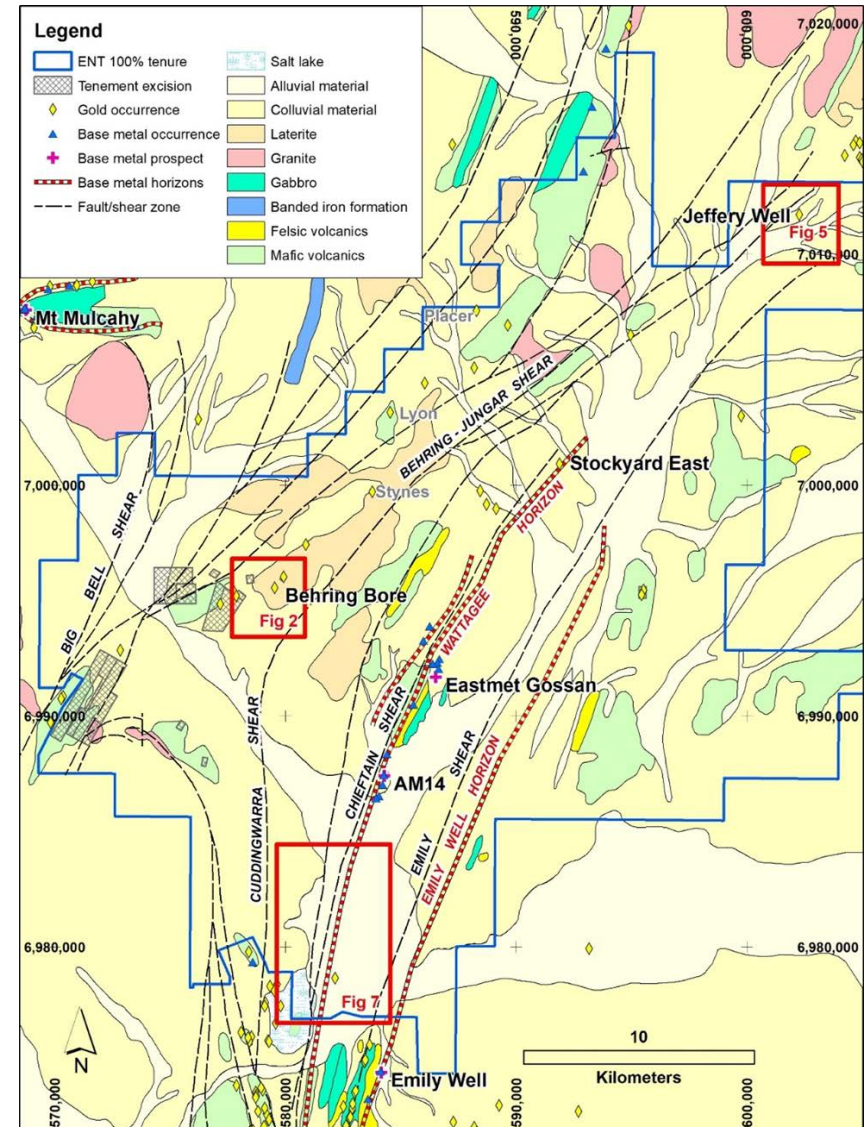 Legend
ENT 100% tenure
Tenement excision
Gold occurrence
Base metal occurrence
Base metal prospect
Base metal horizons
Fault/shear zone
Salt lake
Alluvial material
Colluvial material
Laterite
Granite
Gabbro
Banded iron formation
Felsic volcanics
Mafic volcanics
590,000
600,000
7,020,000
Jeffery Well
Fig 5
7,010,000
Mt Mulcahy
Placer
Lyon
BEHRING - JUNGAR SHEAR
Stockyard East
7,000,000
7,000,000
Stynes
HORIZON
BELL SHEAR
BIG
Behring Bore
Fig 2
WATTAGEE
Eastmet Gossan
6,990,000
6,990,000
SHEAR
CHIEFTAIN SHEAR
AM14
CUDDINGWARRA
EMILY SHEAR
EMILY WELL HORIZON
6,980,000
6,980,000
Fig 7
N
10
Kilometers
Emily Well
570,000
580,000
590,000
600,000